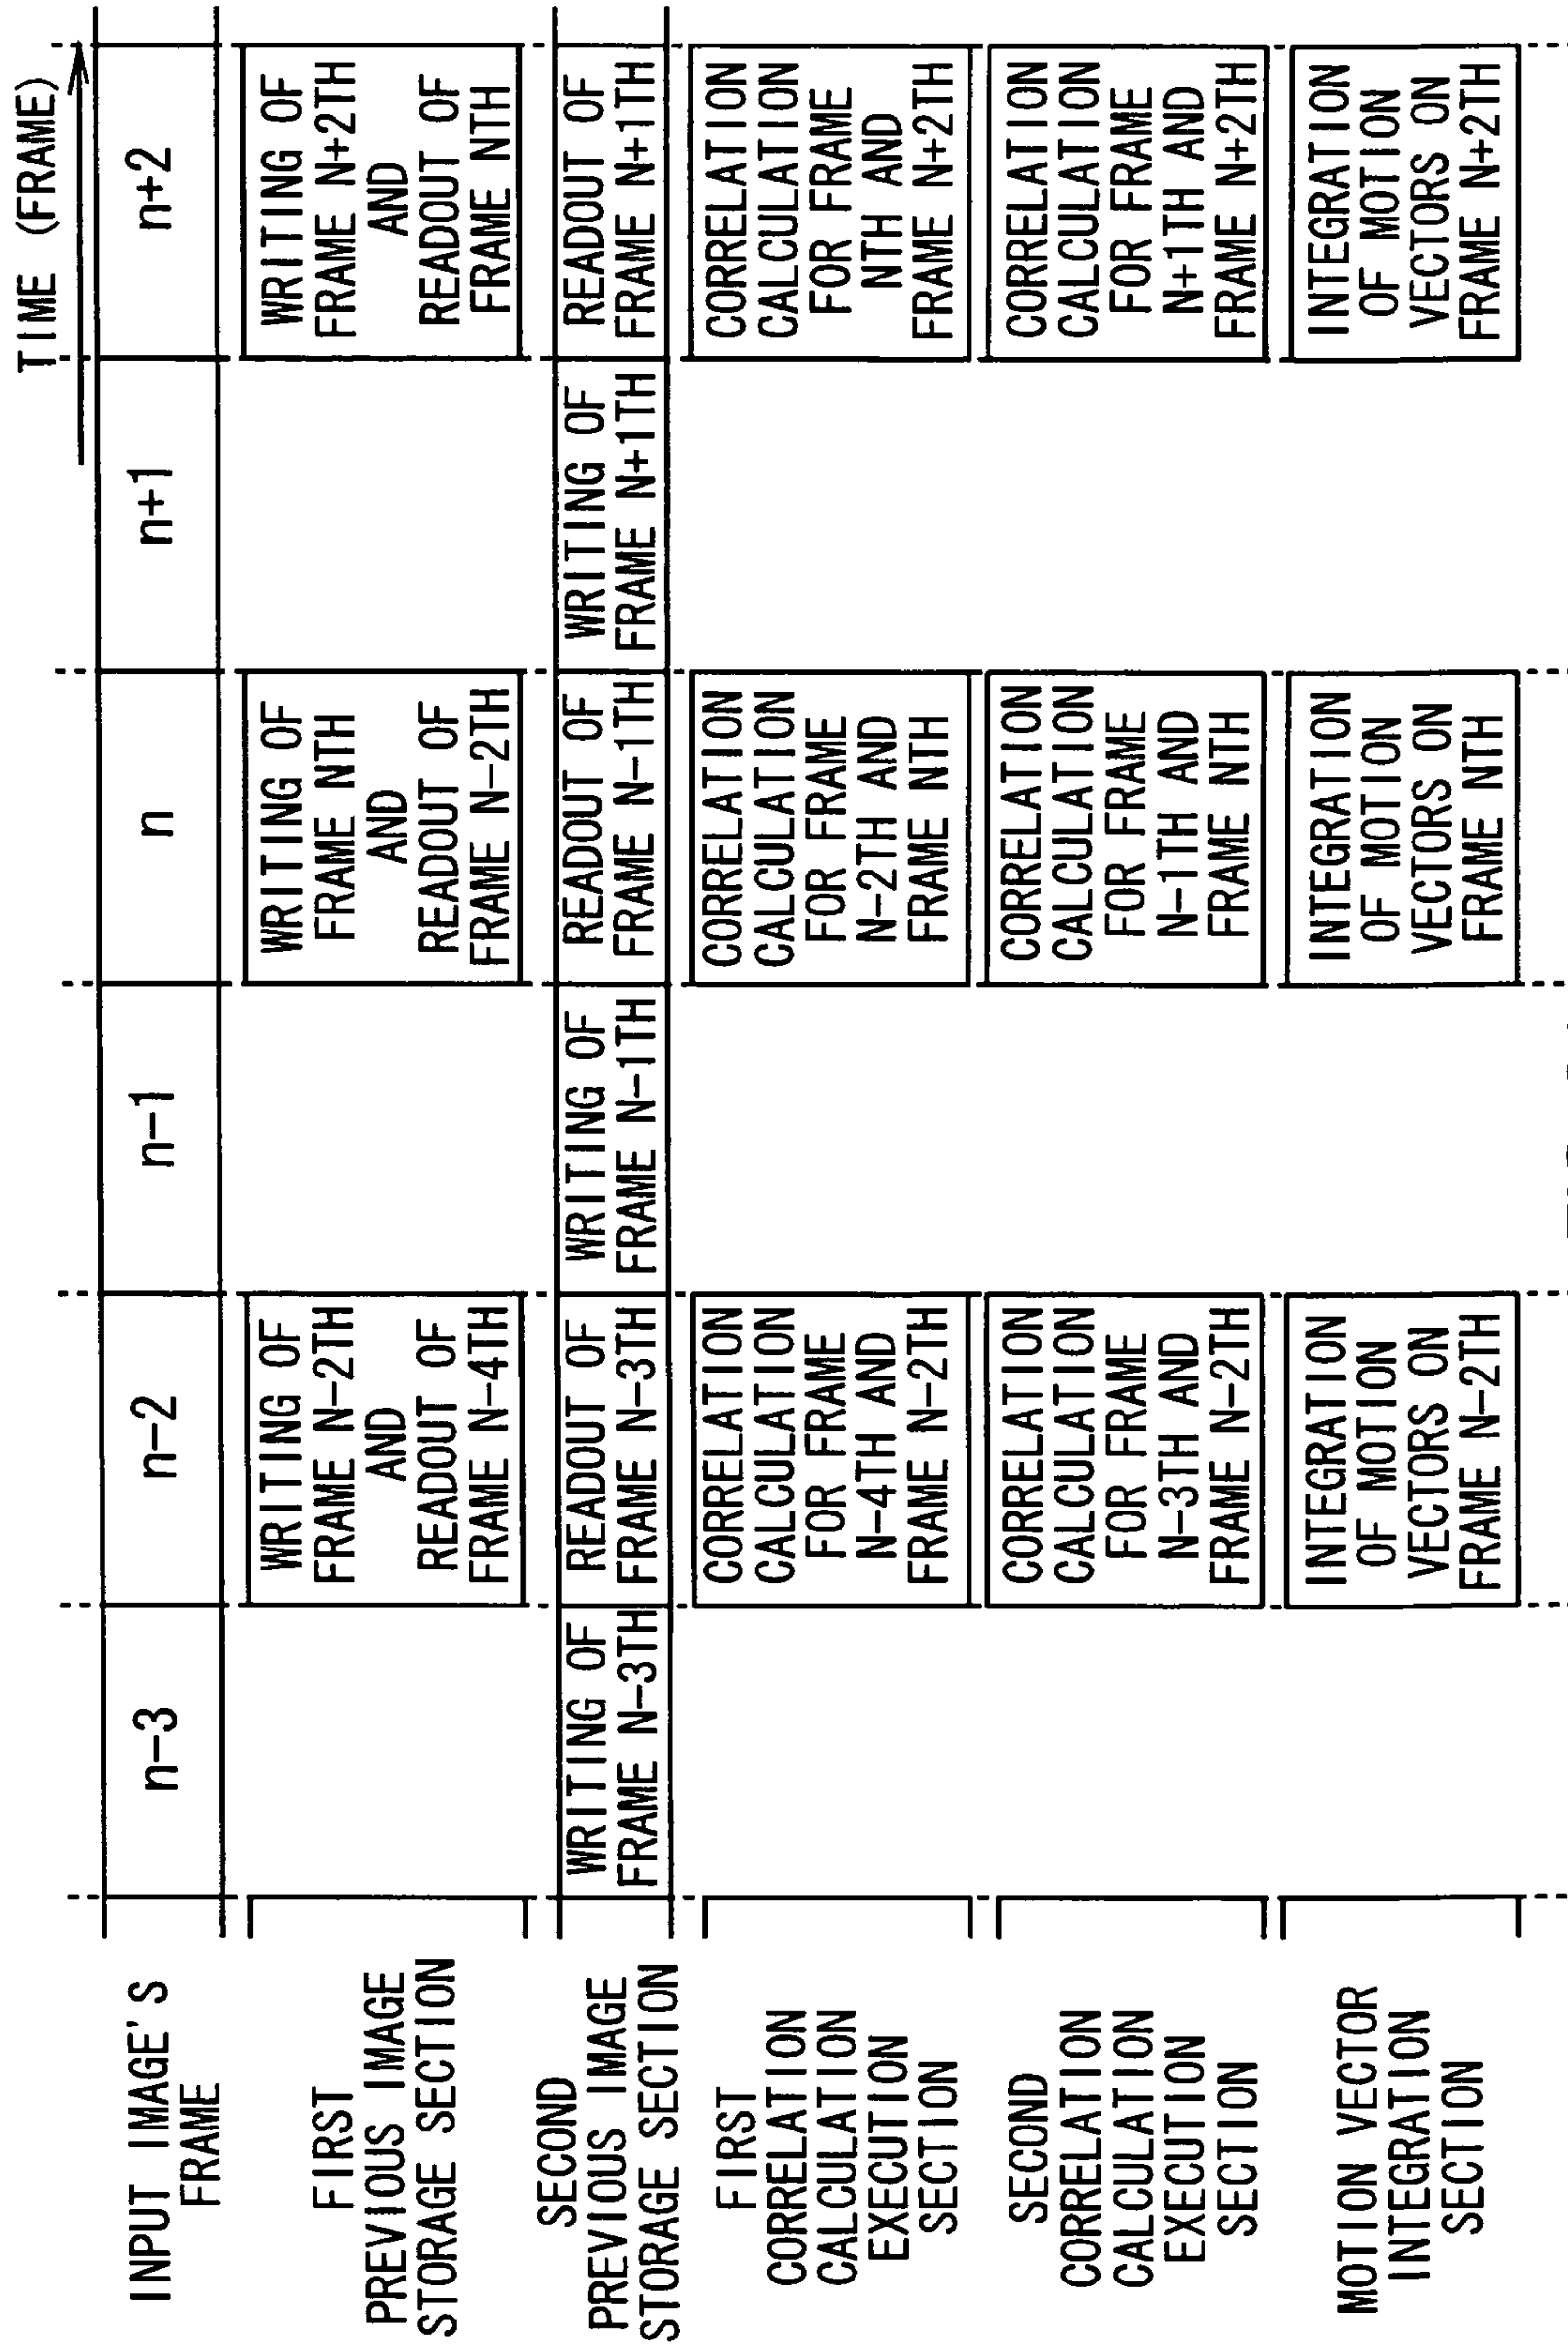 TIME (FRAME)
INPUT IMAGE'S
FRAME
n-3
n-2
n-1
n
n+1
n+2
FIRST
PREVIOUS IMAGE
STORAGE SECTION
WRITING OF
FRAME N-2TH
AND
READOUT OF
FRAME N-4TH
WRITING OF
FRAME NTH
AND
READOUT OF
FRAME N-2TH
WRITING OF
FRAME N+2TH
AND
READOUT OF
FRAME NTH
SECOND
PREVIOUS IMAGE
STORAGE SECTION
WRITING OF
FRAME N-3TH
READOUT OF
FRAME N-3TH
WRITING OF
FRAME N-1TH
READOUT OF
FRAME N-1TH
WRITING OF
FRAME N+1TH
READOUT OF
FRAME N+1TH
FIRST
CORRELATION
CALCULATION
EXECUTION
SECTION
CORRELATION
CALCULATION
FOR FRAME
N-4TH AND
FRAME N-2TH
CORRELATION
CALCULATION
FOR FRAME
N-2TH AND
FRAME NTH
CORRELATION
CALCULATION
FOR FRAME
NTH AND
FRAME N+2TH
SECOND
CORRELATION
CALCULATION
EXECUTION
SECTION
CORRELATION
CALCULATION
FOR FRAME
N-3TH AND
FRAME N-2TH
CORRELATION
CALCULATION
FOR FRAME
N-1TH AND
FRAME NTH
CORRELATION
CALCULATION
FOR FRAME
N+1TH AND
FRAME N+2TH
MOTION VECTOR
INTEGRATION
SECTION
INTEGRATION
OF MOTION
VECTORS ON
FRAME N-2TH
INTEGRATION
OF MOTION
VECTORS ON
FRAME NTH
INTEGRATION
OF MOTION
VECTORS ON
FRAME N+2TH